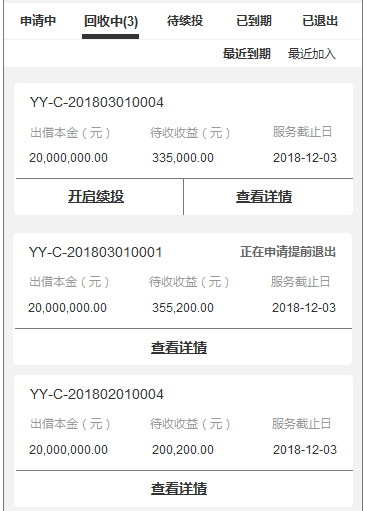 申请中 回收中(3) 待续投 已到期 已退出
最近到期 最近加入
YY-C-201803010004
出借本金（元） 待收收益（元） 服务截止日
20,000,000.00 335,000.00 2018-12-03
开启续投 查看详情
YY-C-201803010001 正在申请提前退出
出借本金（元） 待收收益（元） 服务截止日
20,000,000.00 355,200.00 2018-12-03
查看详情
YY-C-201802010004
出借本金（元） 待收收益（元） 服务截止日
20,000,000.00 200,200.00 2018-12-03
查看详情